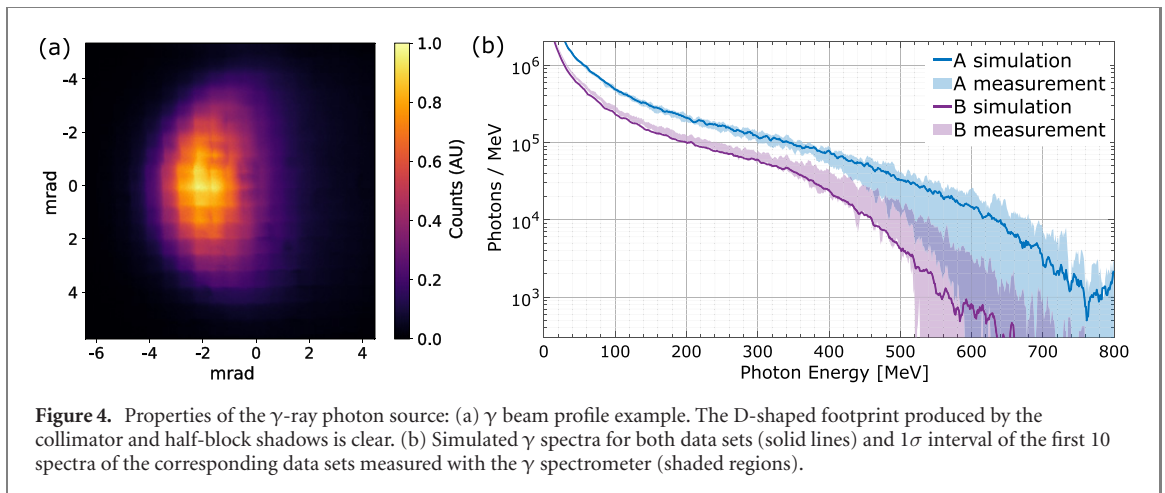 (a)
-4
-2
0
2
4
mrad
-6
-4
-2
0
2
4
mrad
1.0
0.8
0.6
0.4
0.2
0.0
Counts (AU)
(b)
10⁶
10⁵
10⁴
10³
Photons / MeV
A simulation
A measurement
B simulation
B measurement
0
100
200
300
400
500
600
700
800
Photon Energy [MeV]
Figure 4. Properties of the γ-ray photon source: (a) γ beam profile example. The D-shaped footprint produced by the
collimator and half-block shadows is clear. (b) Simulated γ spectra for both data sets (solid lines) and 1σ interval of the first 10
spectra of the corresponding data sets measured with the γ spectrometer (shaded regions).